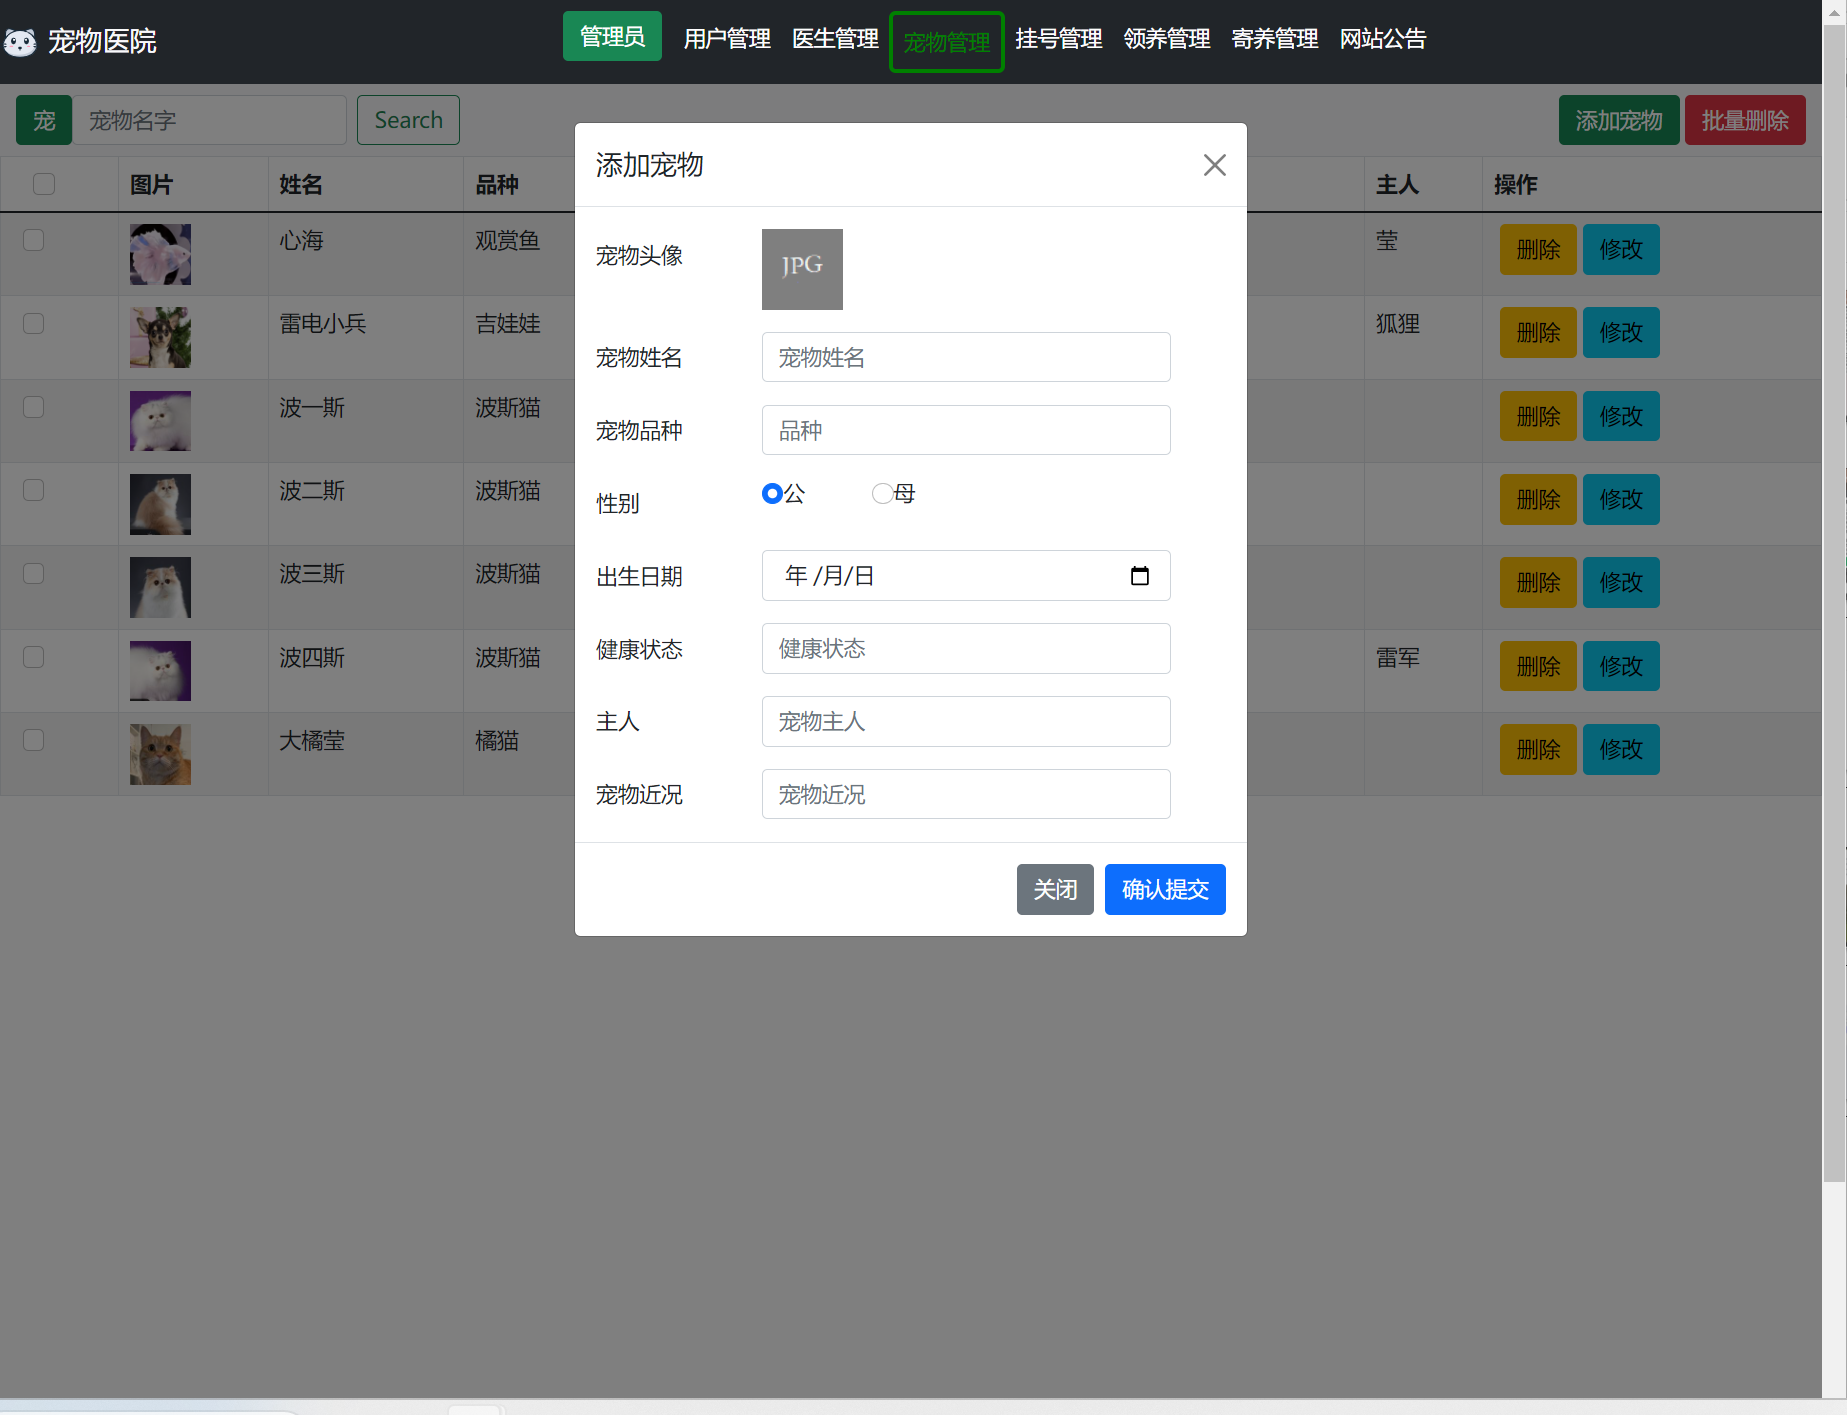 宠物医院
管理员 用户管理 医生管理 宠物管理 挂号管理 领养管理 寄养管理 网站公告
宠 宠物名字 Search 添加宠物 批量删除
图片 姓名 品种 主人 操作
心海 观赏鱼 莹 删除 修改
雷电小兵 吉娃娃 狐狸 删除 修改
波一斯 波斯猫 删除 修改
波二斯 波斯猫 删除 修改
波三斯 波斯猫 删除 修改
波四斯 波斯猫 雷军 删除 修改
大橘莹 橘猫 删除 修改
添加宠物
宠物头像 JPG
宠物姓名 宠物姓名
宠物品种 品种
性别 公 母
出生日期 年 /月/日
健康状态 健康状态
主人 宠物主人
宠物近况 宠物近况
关闭 确认提交